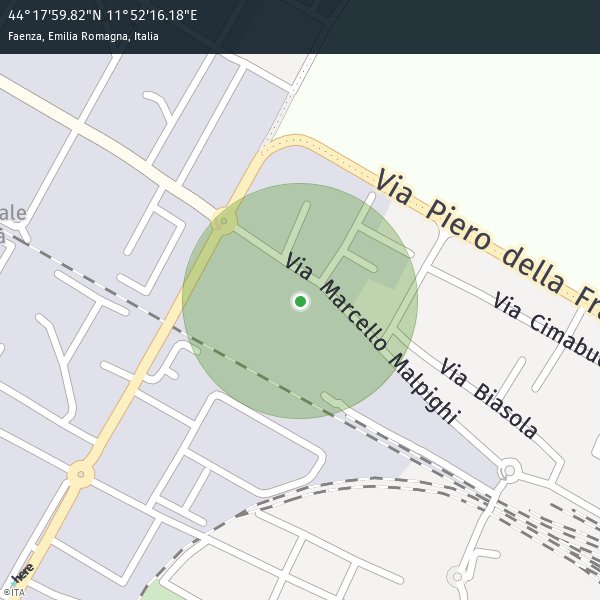 44°17'59.82"N 11°52'16.18"E
Faenza, Emilia Romagna, Italia
Via Piero della Fra
ale
à
Via Marcello Malpighi
Via Cimabu
Via Biasola
here
©ITA